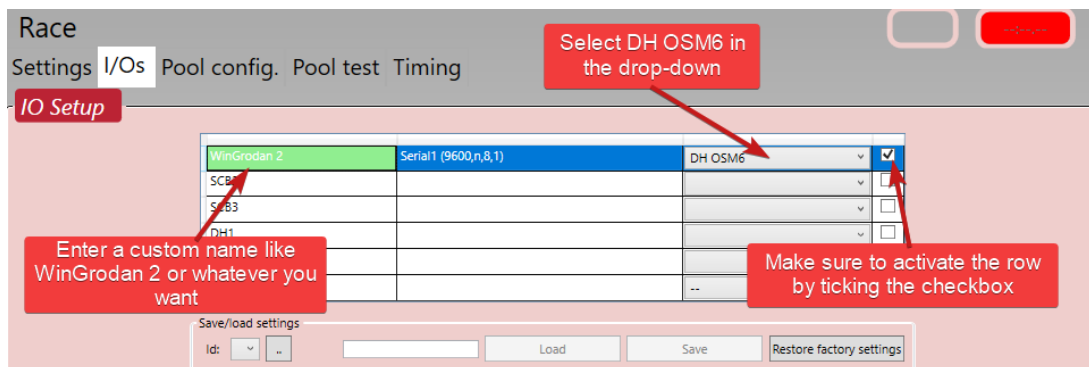 Race
Select DH OSM6 in
the drop-down
--:--,--
Settings I/Os Pool config. Pool test Timing
IO Setup
WinGrodan 2 Serial1 (9600,n,8,1) DH OSM6
SCB3
DH1
Enter a custom name like
WinGrodan 2 or whatever you
want
Make sure to activate the row
by ticking the checkbox
--
Save/load settings
Id: .. Load Save Restore factory settings